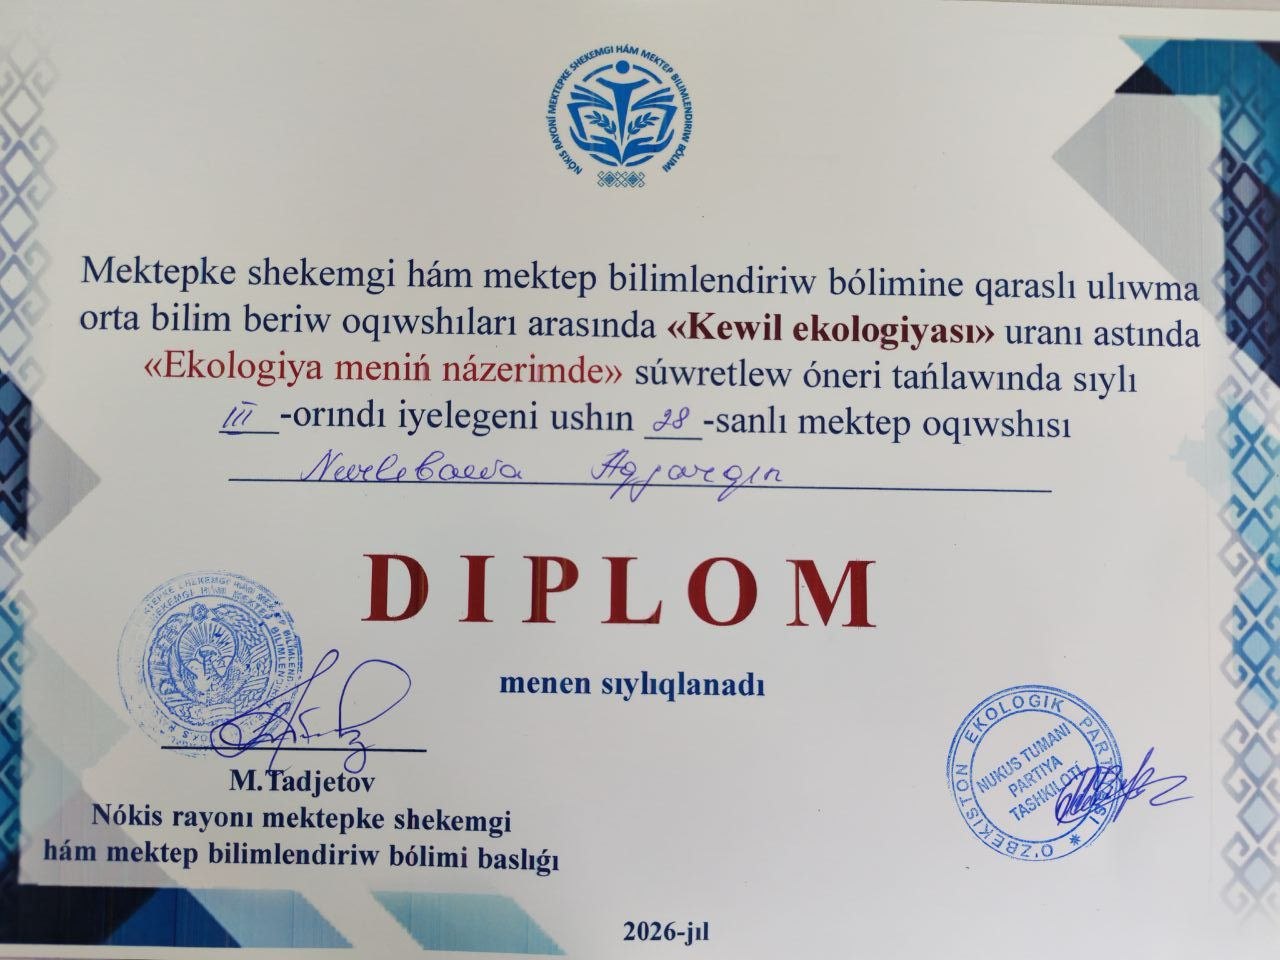 NÓKIS RAYONÍ MEKTEPKE SHEKEMGI HÁM MEKTEP BILIMLENDIRIW BÓLIMI
Mektepke shekemgi hám mektep bilimlendiriw bólimine qaraslı ulıwma
orta bilim beriw oqıwshıları arasında «Kewil ekologiyası» uranı astında
«Ekologiya meniń názerimde» súwretlew óneri tańlawında sıylı
III -orındı iyelegeni ushın 28 -sanlı mektep oqıwshısı
Nurlebaeva Aqjarqın
DIPLOM
menen sıylıqlanadı
M.Tadjetov
Nókis rayonı mektepke shekemgi
hám mektep bilimlendiriw bólimi baslıǵı
O'ZBEKISTON EKOLOGIK PARTIYASI
NUKUS TUMANI
PARTIYA
TASHKILOTI
2026-jıl